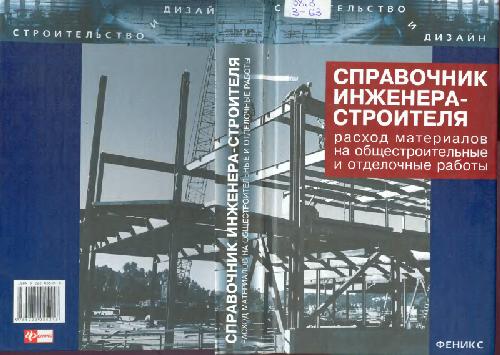 СТРОИТЕЛЬСТВО И ДИЗАЙН
СТРОИТЕЛЬСТВО И ДИЗАЙН
З-63
СПРАВОЧНИК
ИНЖЕНЕРА-
СТРОИТЕЛЯ
расход материалов
на общестроительные
и отделочные работы
СПРАВОЧНИК ИНЖЕНЕРА-СТРОИТЕЛЯ
РАСХОД МАТЕРИАЛОВ НА ОБЩЕСТРОИТЕЛЬНЫЕ И ОТДЕЛОЧНЫЕ РАБОТЫ
ФЕНИКС